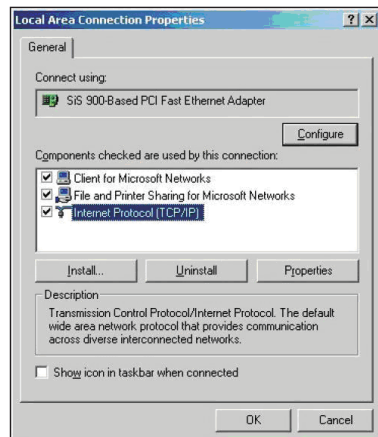 Local Area Connection Properties
General
Connect using:
SiS 900-Based PCI Fast Ethernet Adapter
Configure
Components checked are used by this connection:
Client for Microsoft Networks
File and Printer Sharing for Microsoft Networks
Internet Protocol (TCP/IP)
Install... Uninstall Properties
Description
Transmission Control Protocol/Internet Protocol. The default
wide area network protocol that provides communication
across diverse interconnected networks.
Show icon in taskbar when connected
OK Cancel